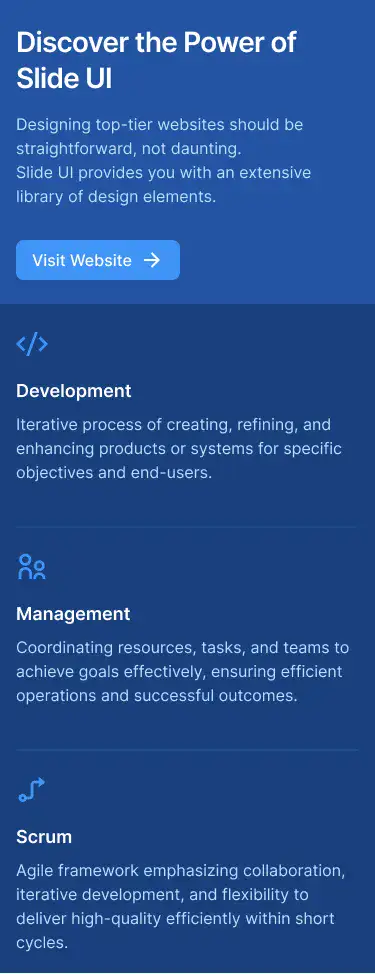 Discover the Power of
Slide UI
Designing top-tier websites should be
straightforward, not daunting.
Slide UI provides you with an extensive
library of design elements.
Visit Website
Development
Iterative process of creating, refining, and
enhancing products or systems for specific
objectives and end-users.
Management
Coordinating resources, tasks, and teams to
achieve goals effectively, ensuring efficient
operations and successful outcomes.
Scrum
Agile framework emphasizing collaboration,
iterative development, and flexibility to
deliver high-quality efficiently within short
cycles.